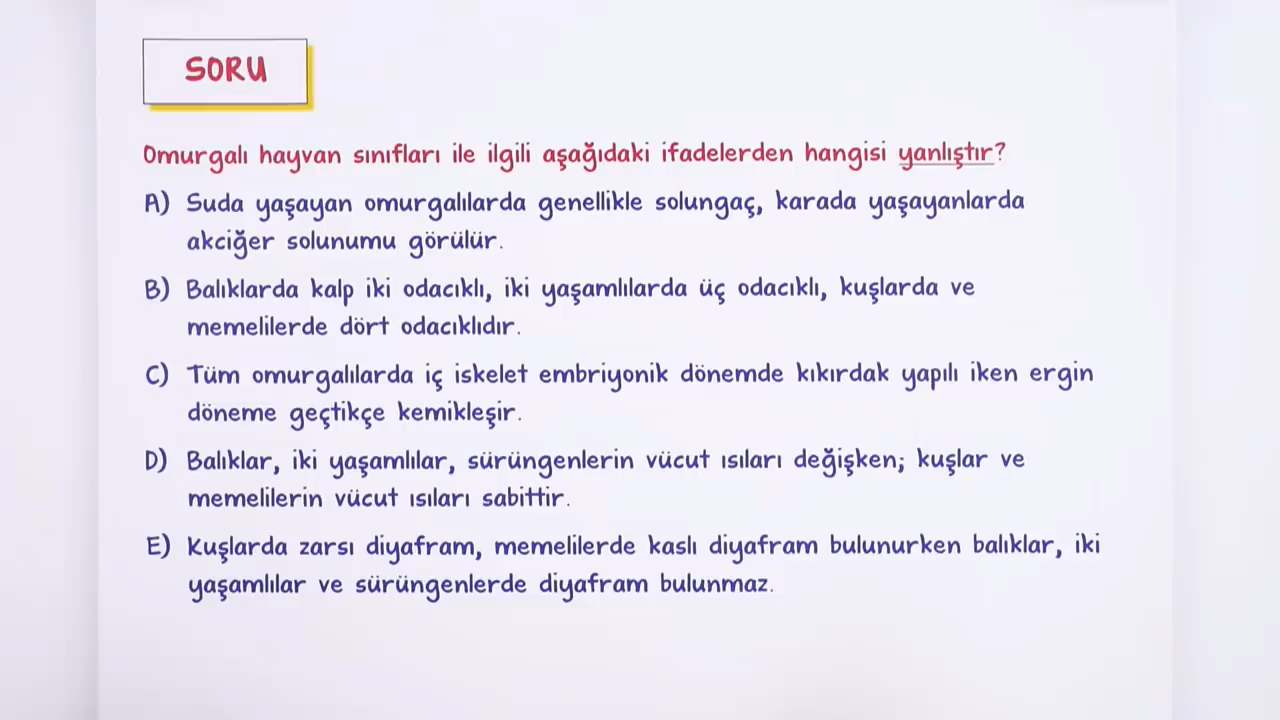 SORU
Omurgalı hayvan sınıfları ile ilgili aşağıdaki ifadelerden hangisi yanlıştır?
A) Suda yaşayan omurgalılarda genellikle solungaç, karada yaşayanlarda
akciğer solunumu görülür.
B) Balıklarda kalp iki odacıklı, iki yaşamlılarda üç odacıklı, kuşlarda ve
memelilerde dört odacıklıdır.
C) Tüm omurgalılarda iç iskelet embriyonik dönemde kıkırdak yapılı iken ergin
döneme geçtikçe kemikleşir.
D) Balıklar, iki yaşamlılar, sürüngenlerin vücut ısıları değişken; kuşlar ve
memelilerin vücut ısıları sabittir.
E) Kuşlarda zarsı diyafram, memelilerde kaslı diyafram bulunurken balıklar, iki
yaşamlılar ve sürüngenlerde diyafram bulunmaz.